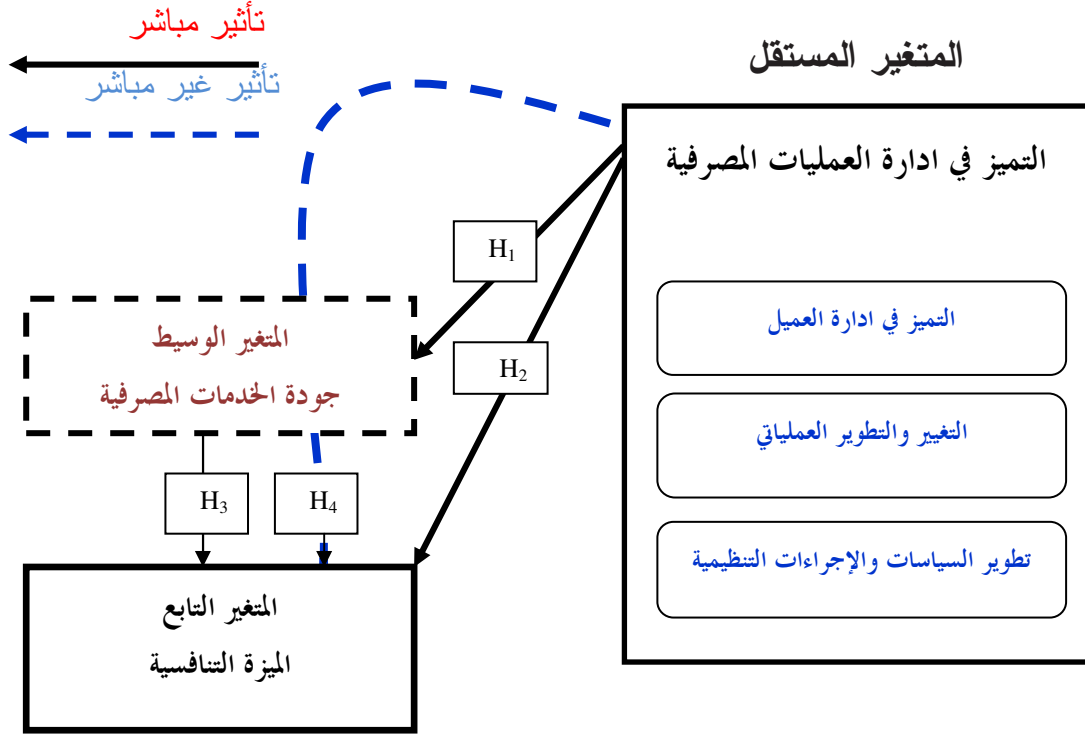 تأثير مباشر
تأثير غير مباشر
المتغير المستقل
التميز في ادارة العمليات المصرفية
التميز في ادارة العميل
التغيير والتطوير العملياتي
تطوير السياسات والإجراءات التنظيمية
H₁
H₂
المتغير الوسيط
جودة الخدمات المصرفية
H₃
H₄
المتغير التابع
الميزة التنافسية